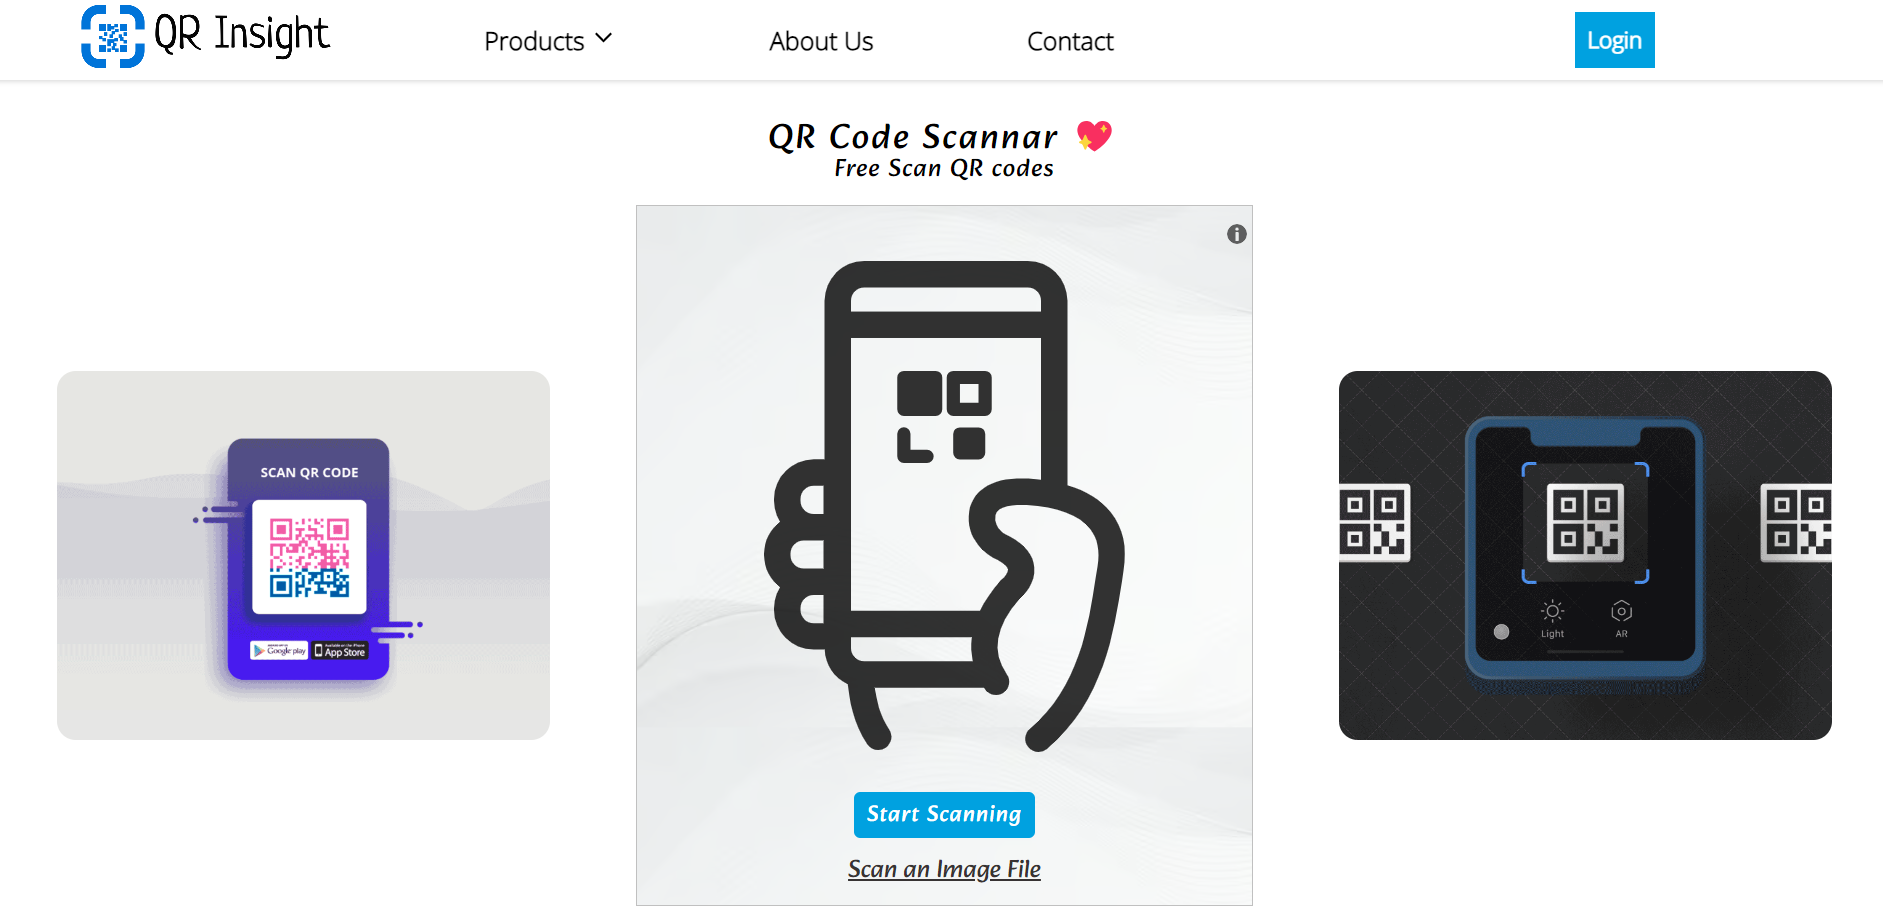 QR Insight
Products
About Us
Contact
Login
QR Code Scannar 💖
Free Scan QR codes
SCAN QR CODE
Google play
App Store
Light
AR
Start Scanning
Scan an Image File